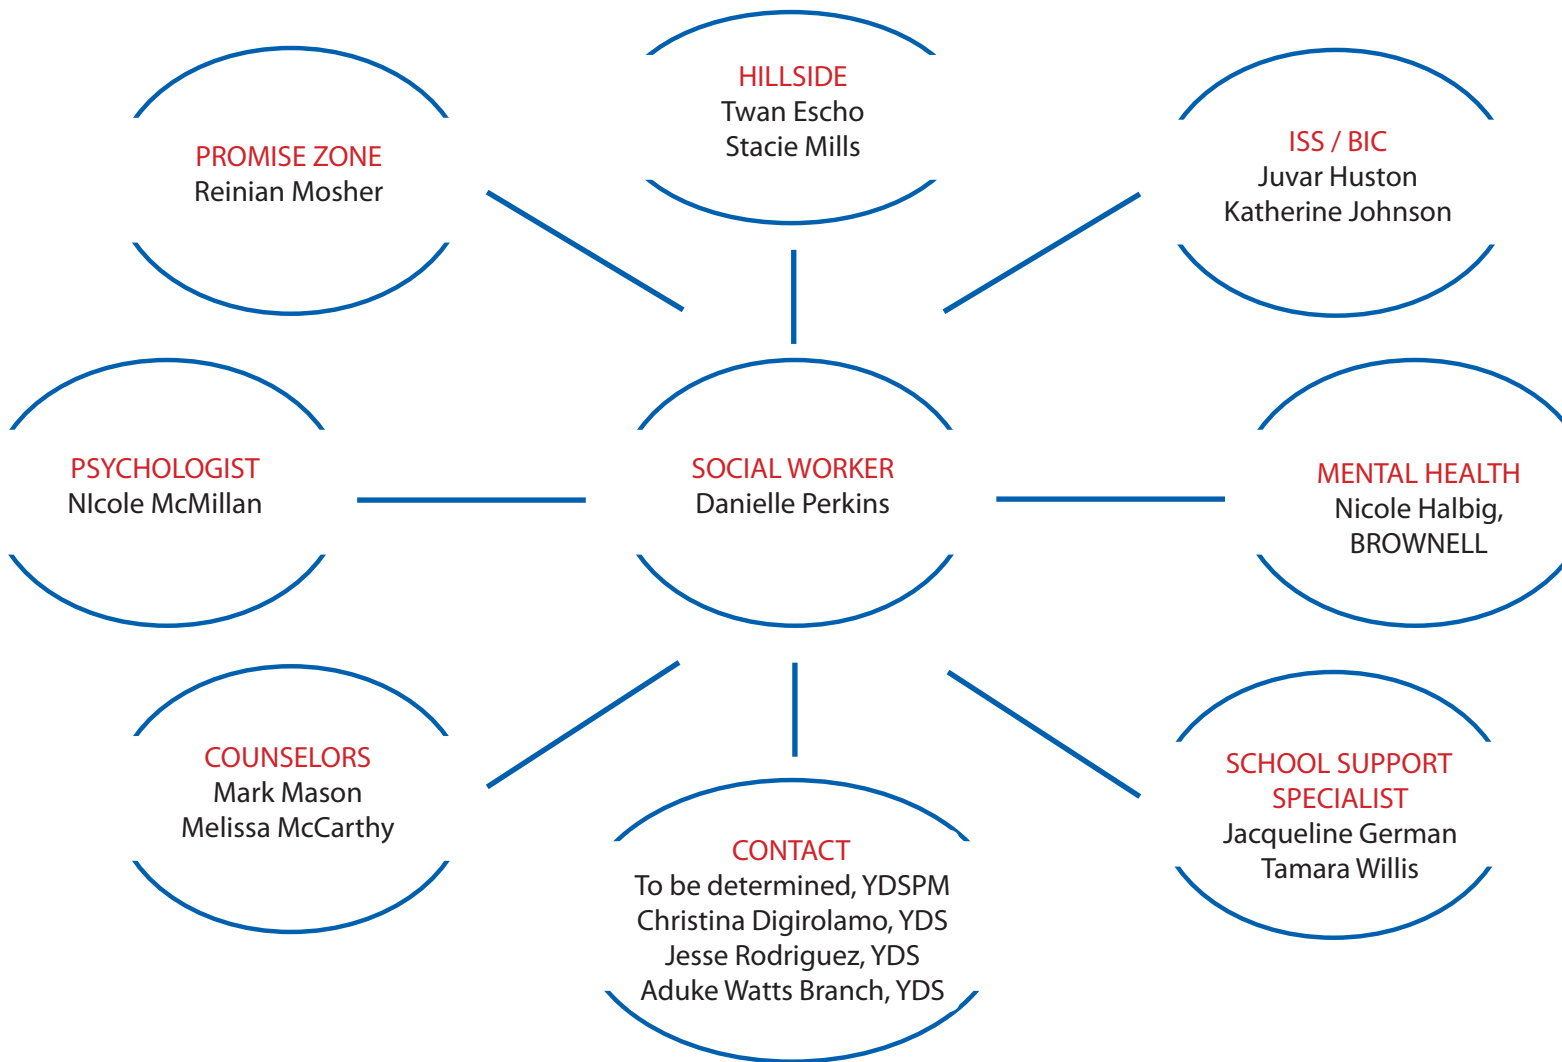 HILLSIDE
Twan Escho
Stacie Mills
PROMISE ZONE
Reinian Mosher
ISS / BIC
Juvar Huston
Katherine Johnson
PSYCHOLOGIST
NIcole McMillan
SOCIAL WORKER
Danielle Perkins
MENTAL HEALTH
Nicole Halbig,
BROWNELL
COUNSELORS
Mark Mason
Melissa McCarthy
CONTACT
To be determined, YDSPM
Christina Digirolamo, YDS
Jesse Rodriguez, YDS
Aduke Watts Branch, YDS
SCHOOL SUPPORT
SPECIALIST
Jacqueline German
Tamara Willis